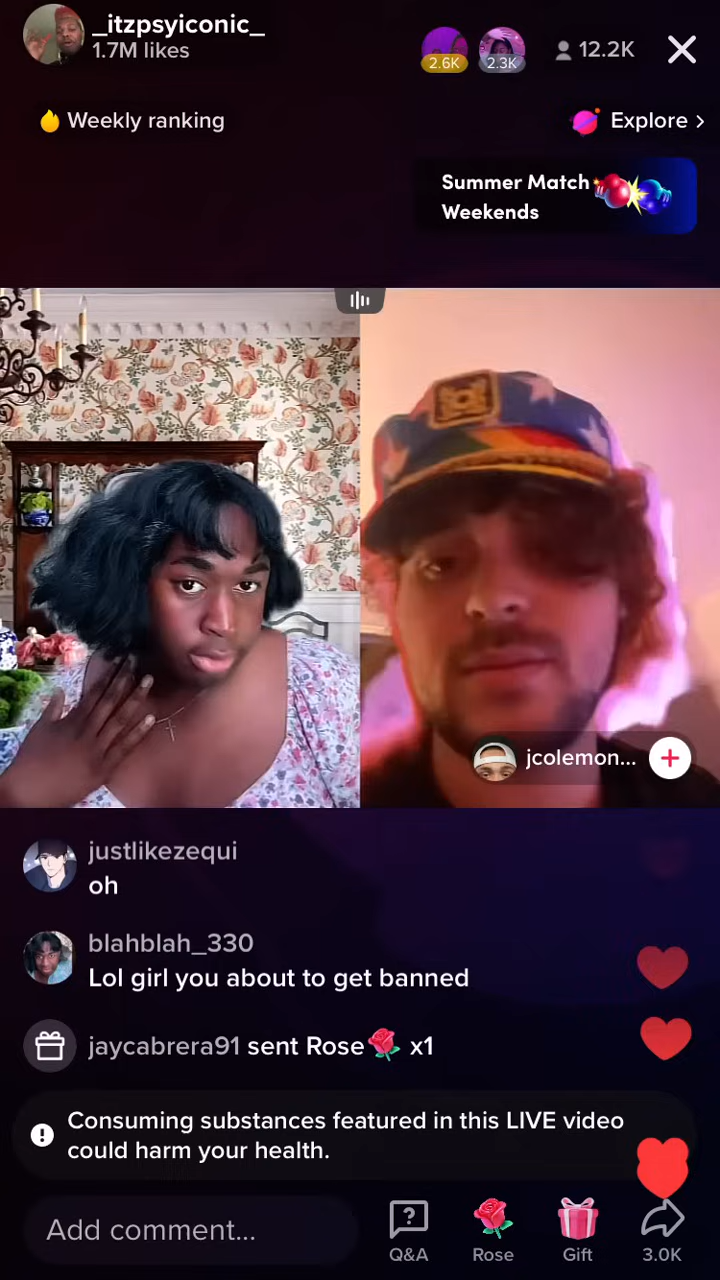 _itzpsyiconic_
1.7M likes
2.6K
2.3K
12.2K
Weekly ranking
Explore
Summer Match
Weekends
jcolemon...
justlikezequi
oh
blahblah_330
Lol girl you about to get banned
jaycabrera91 sent Rose x1
Consuming substances featured in this LIVE video
could harm your health.
Add comment...
Q&A
Rose
Gift
3.0K